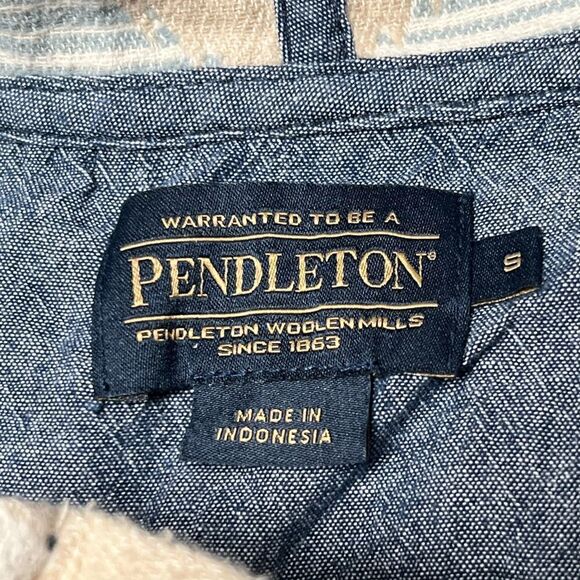 WARRANTED TO BE A
PENDLETON®
PENDLETON WOOLEN MILLS
SINCE 1863
S
MADE IN
INDONESIA